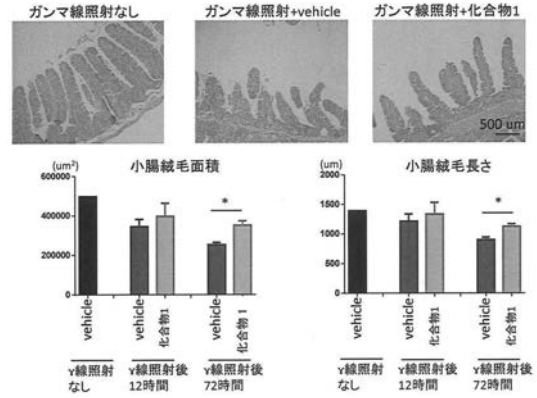 ガンマ線照射なし
ガンマ線照射+vehicle
ガンマ線照射+化合物1
500 um
(um²)
小腸絨毛面積
600000
400000
200000
0
*
vehicle
vehicle
化合物1
vehicle
化合物1
γ線照射
なし
γ線照射後
12時間
γ線照射後
72時間
(um)
小腸絨毛長さ
2000
1500
1000
500
0
*
vehicle
vehicle
化合物1
vehicle
化合物1
γ線照射
なし
γ線照射後
12時間
γ線照射後
72時間